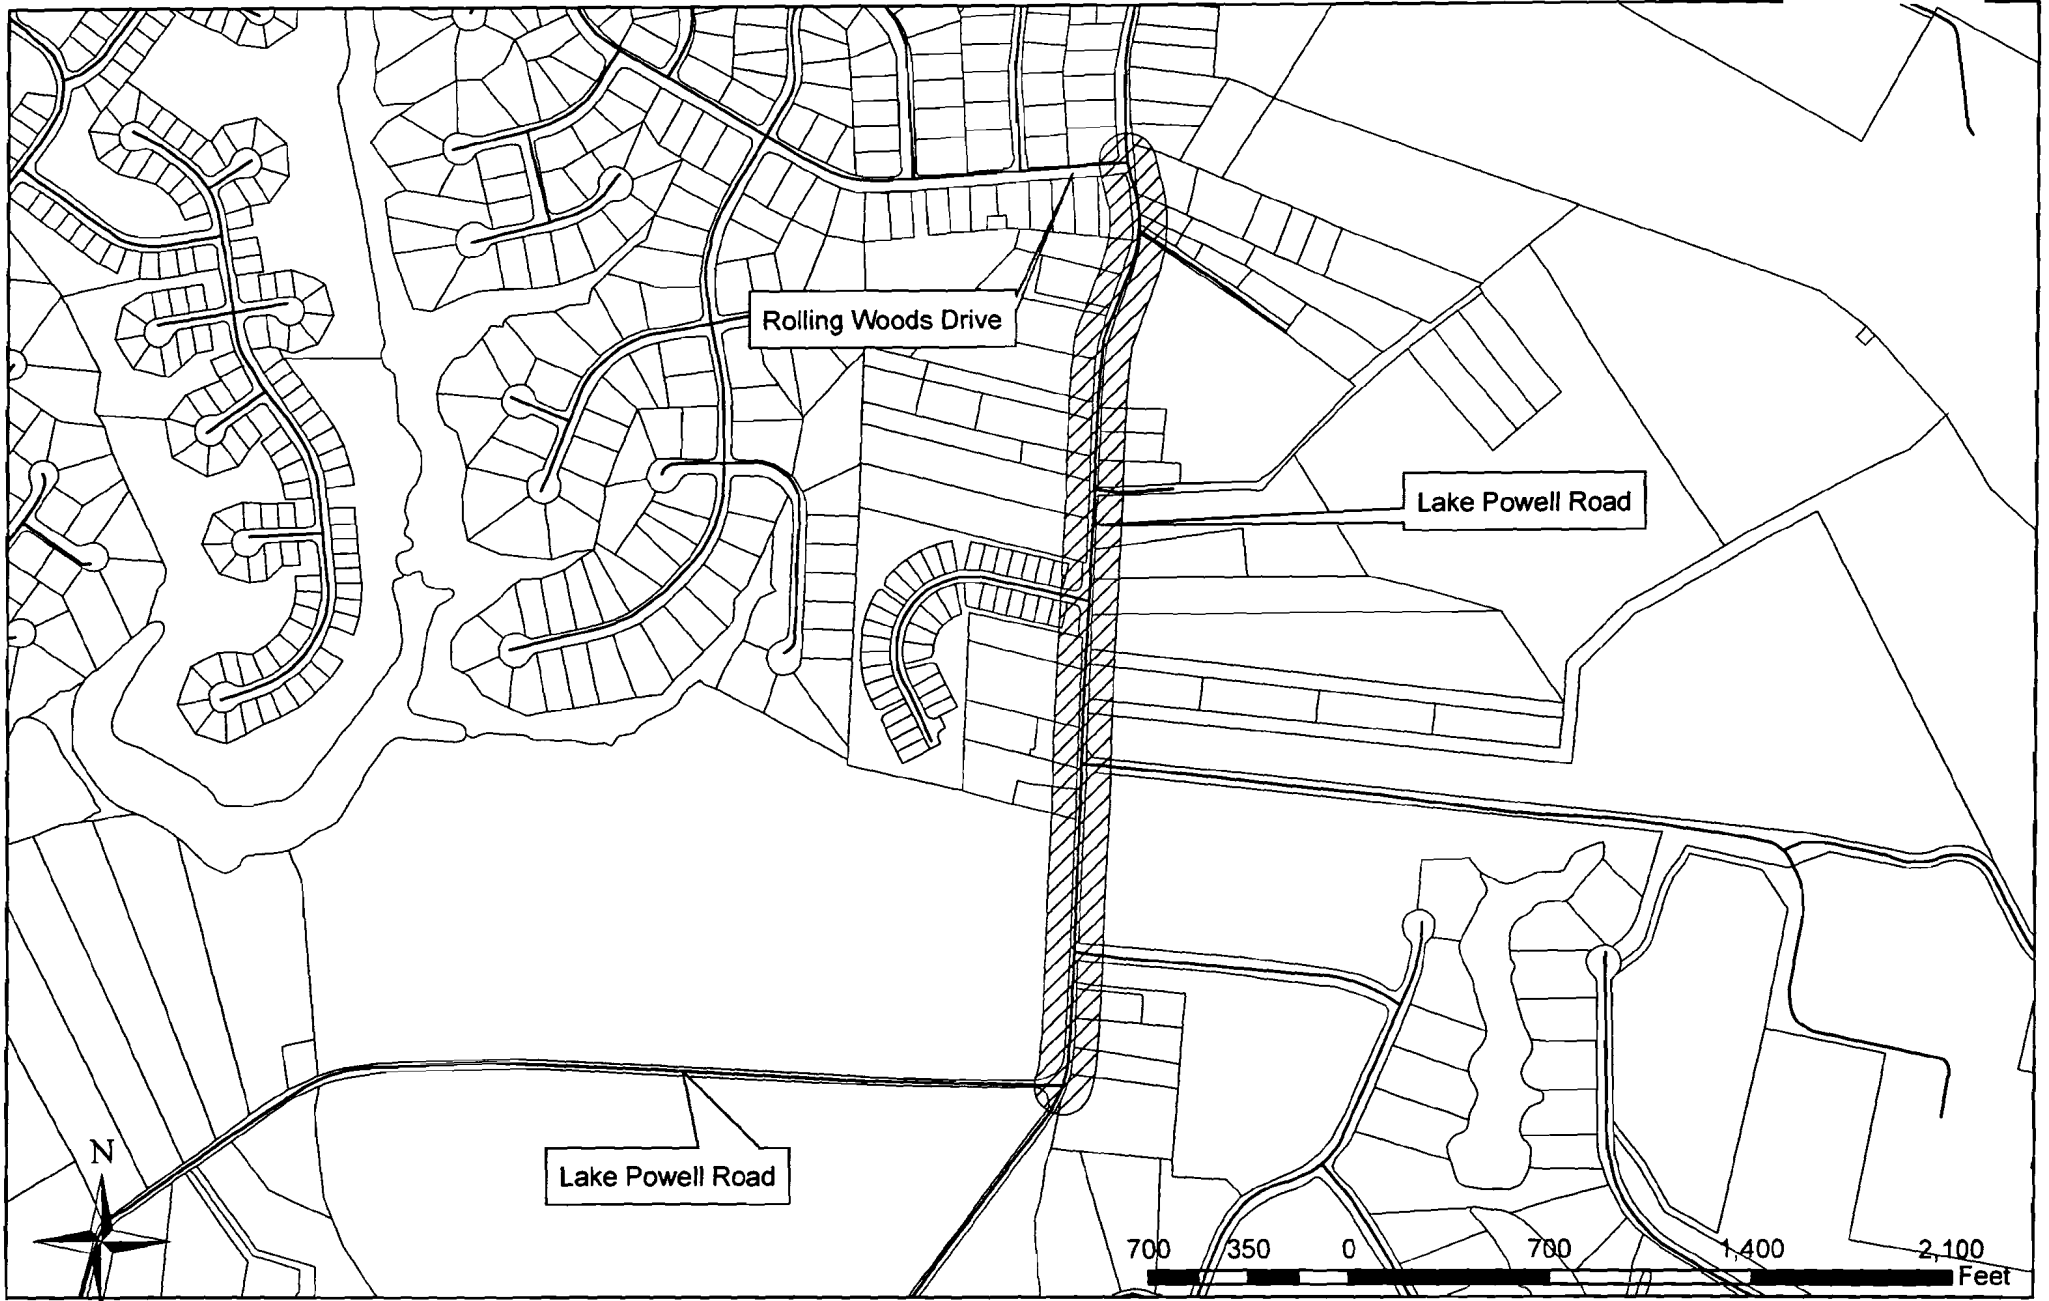 Rolling Woods Drive
Lake Powell Road
N
Lake Powell Road
700 350 0 700 1,400 2,100
Feet